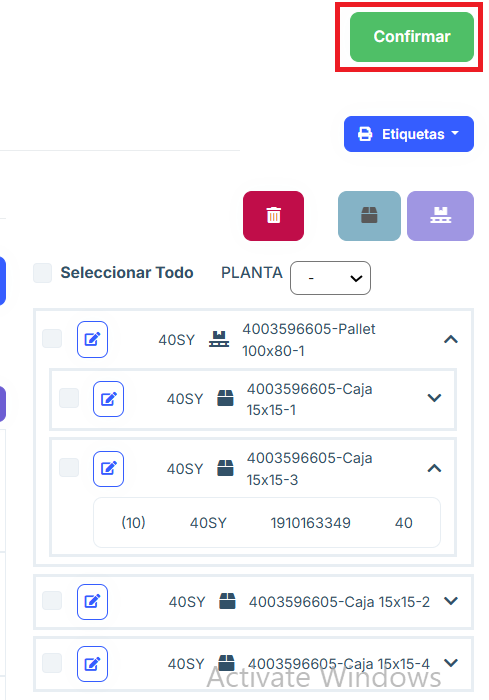 Confirmar
Etiquetas
Seleccionar Todo PLANTA -
40SY 4003596605-Pallet
100x80-1
40SY 4003596605-Caja
15x15-1
40SY 4003596605-Caja
15x15-3
(10) 40SY 1910163349 40
40SY 4003596605-Caja 15x15-2
40SY 4003596605-Caja 15x15-4
Activate Windows